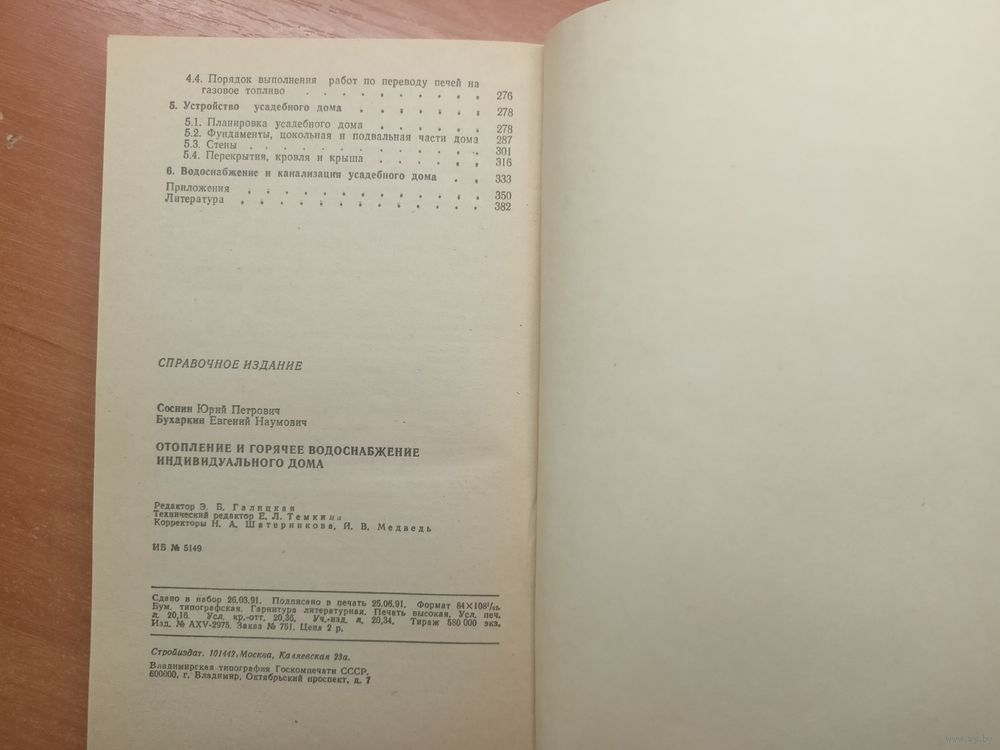 4.4. Порядок выполнения работ по переводу печей на
газовое топливо . . . . . . . . . . 276
5. Устройство усадебного дома . . . . . . . 278
5.1. Планировка усадебного дома . . . . . . 278
5.2. Фундаменты, цокольная и подвальная части дома 287
5.3. Стены . . . . . . . . . . . . . 301
5.4. Перекрытия, кровля и крыша . . . . . . 316
6. Водоснабжение и канализация усадебного дома . . 333
Приложения . . . . . . . . . . . . . 350
Литература . . . . . . . . . . . . . 382
СПРАВОЧНОЕ ИЗДАНИЕ
Соснин Юрий Петрович
Бухаркин Евгений Наумович
ОТОПЛЕНИЕ И ГОРЯЧЕЕ ВОДОСНАБЖЕНИЕ
ИНДИВИДУАЛЬНОГО ДОМА
Редактор Э. Б. Галицкая
Технический редактор Е. Л. Темкина
Корректоры Н. А. Шатерникова, И. В. Медведь
ИБ № 5149
Сдано в набор 26.03.91. Подписано в печать 25.06.91. Формат 84×108¹/₃₂.
Бум. типографская. Гарнитура литературная. Печать высокая. Усл. печ.
л. 20,16. Усл. кр.-отт. 20,36. Уч.-изд. л. 20,34. Тираж 580 000 экз.
Изд. № AXV-2975. Заказ № 751. Цена 2 р.
Стройиздат. 101442, Москва, Каляевская 23а.
Владимирская типография Госкомпечати СССР,
600000, г. Владимир, Октябрьский проспект, д. 7
www.ay.by